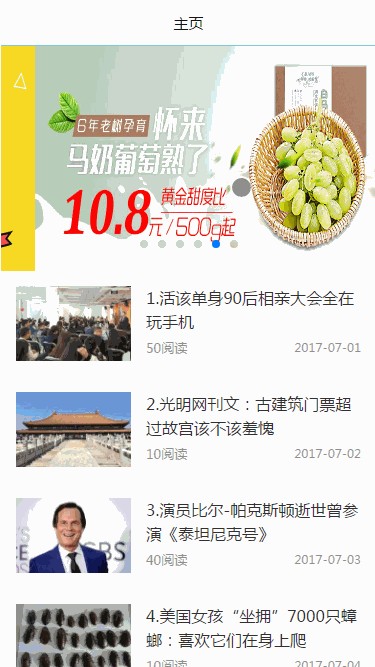 主页
6年老树孕育 怀来
马奶葡萄熟了
10.8元/500g起
黄金甜度比
1.活该单身90后相亲大会全在
玩手机
50阅读 2017-07-01
2.光明网刊文：古建筑门票超
过故宫该不该羞愧
10阅读 2017-07-02
3.演员比尔-帕克斯顿逝世曾参
演《泰坦尼克号》
40阅读 2017-07-03
4.美国女孩“坐拥”7000只蟑
螂：喜欢它们在身上爬
10阅读 2017-07-04